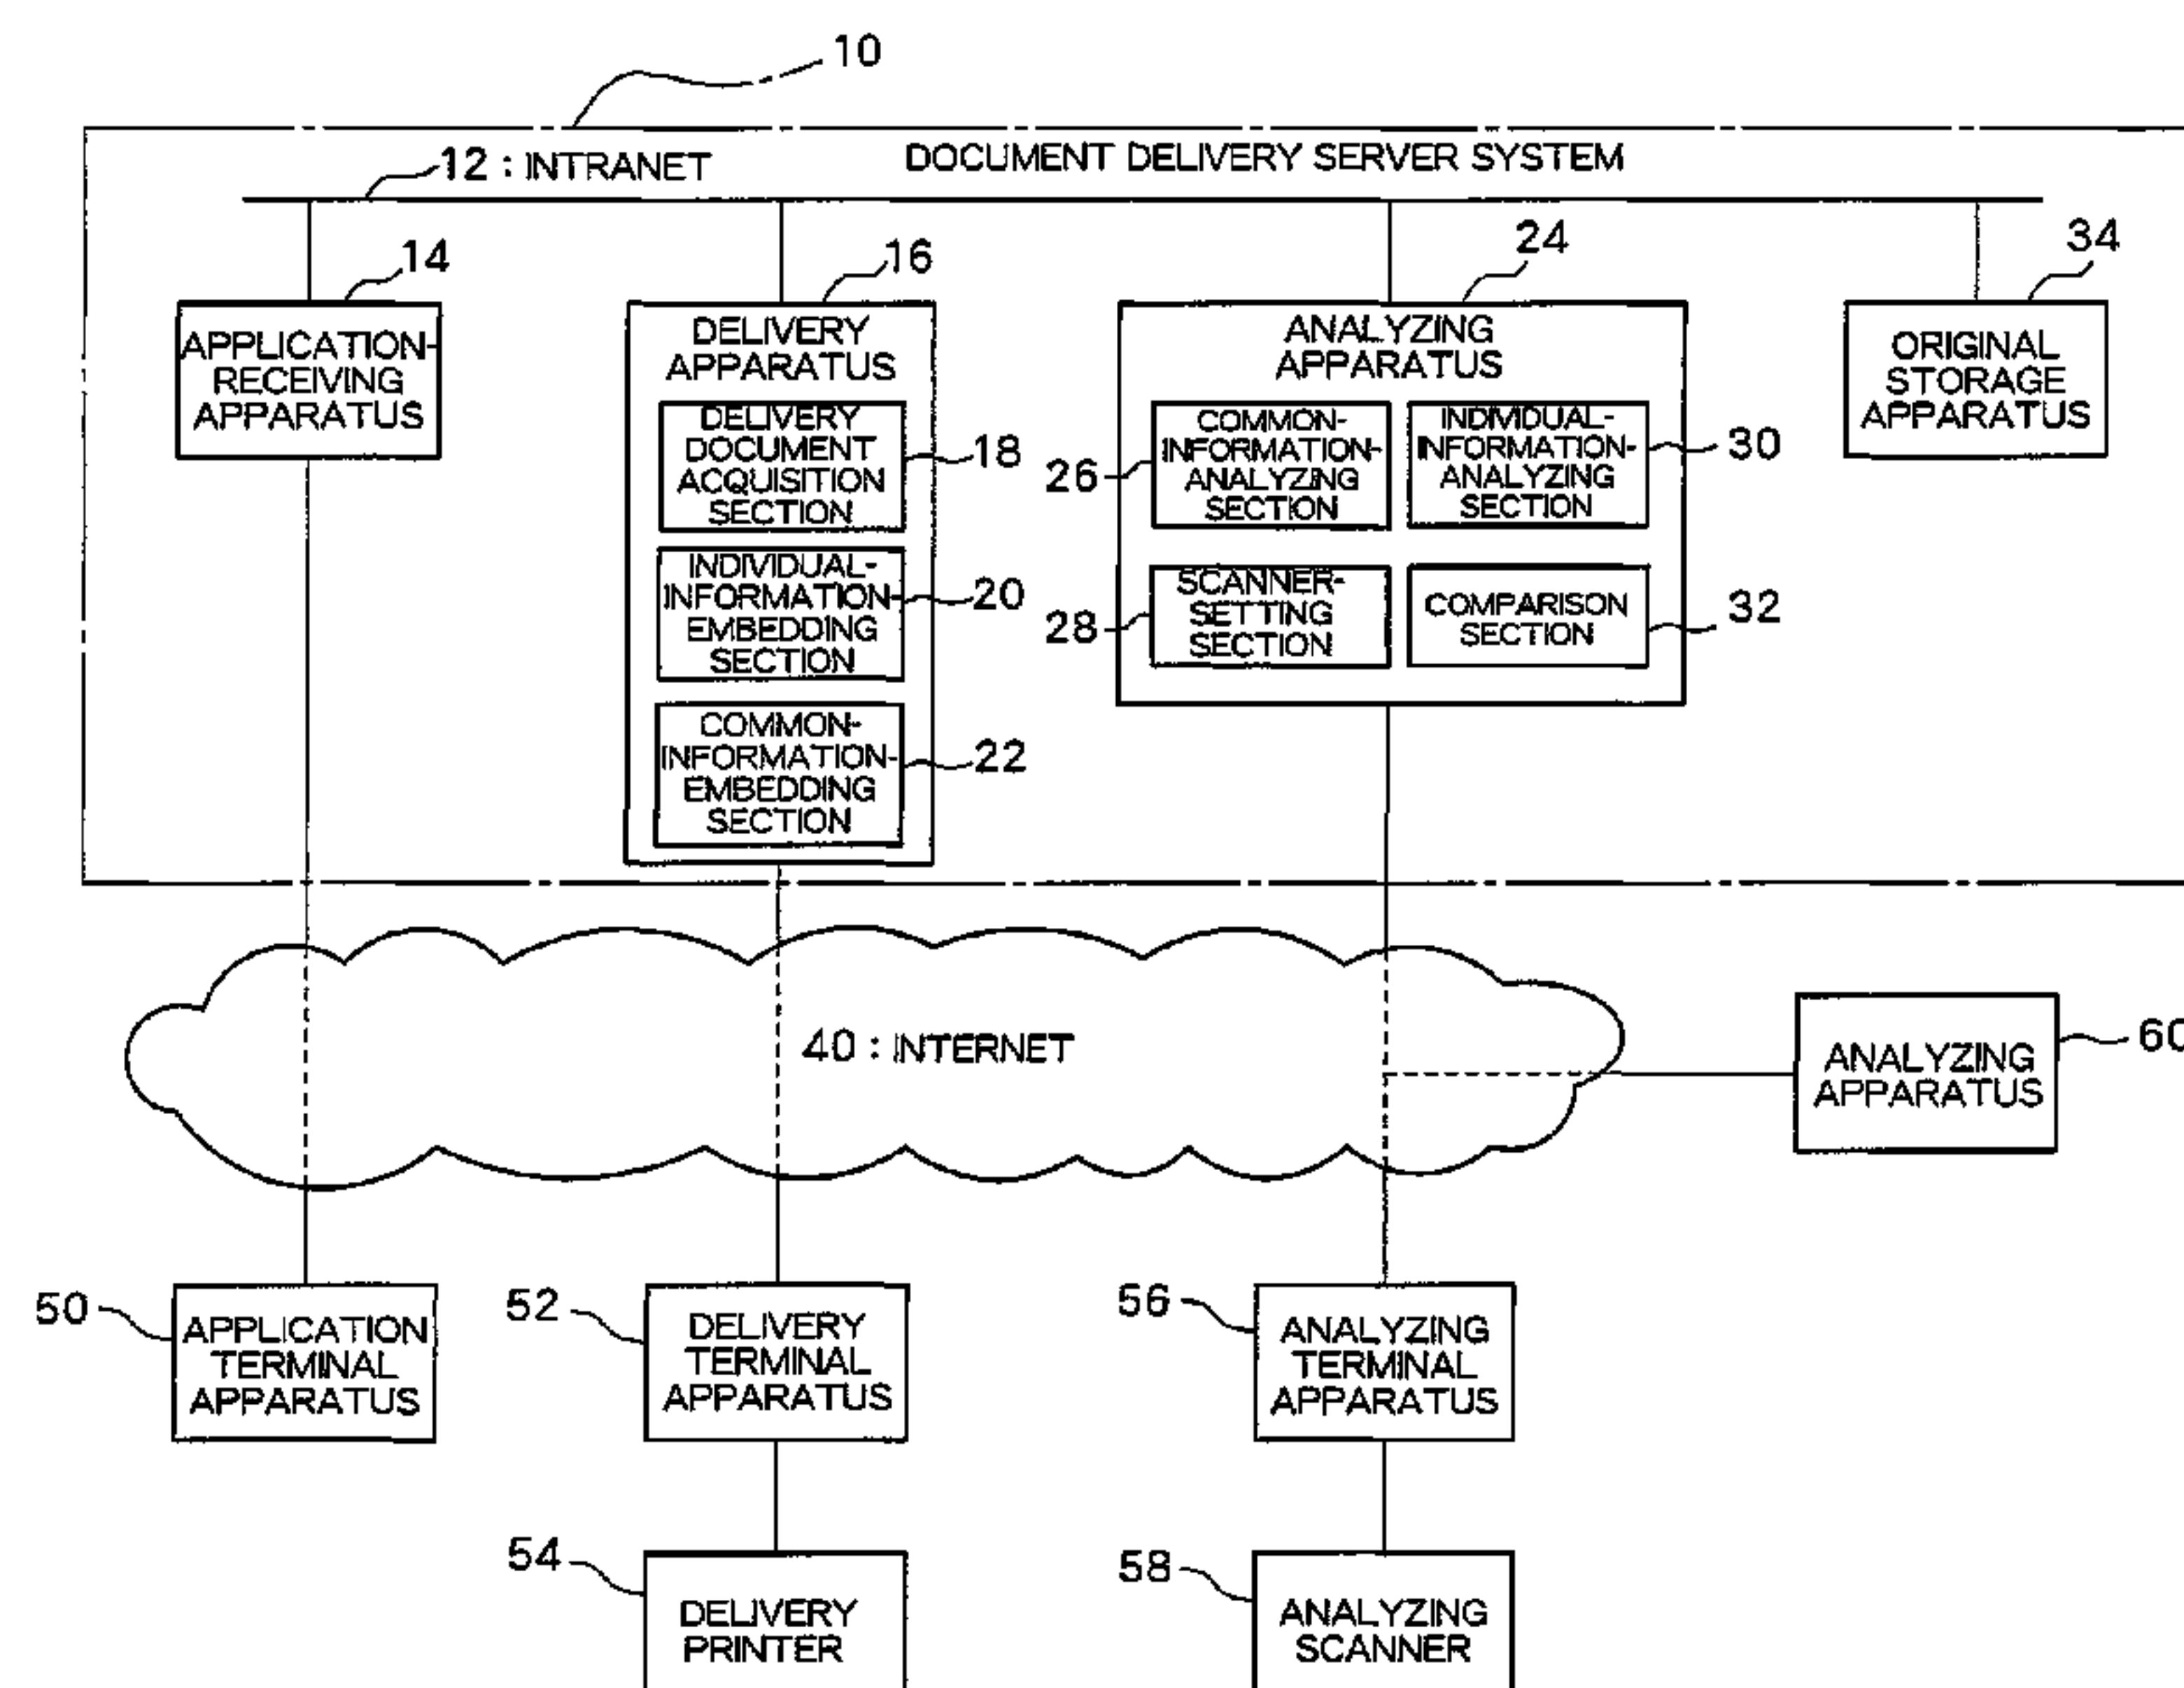 10
12 : INTRANET
DOCUMENT DELIVERY SERVER SYSTEM
14
16
24
34
APPLICATION-
RECEIVING
APPARATUS
DELIVERY
APPARATUS
DELIVERY
DOCUMENT
ACQUISITION
SECTION
18
INDIVIDUAL-
INFORMATION-
EMBEDDING
SECTION
20
COMMON-
INFORMATION-
EMBEDDING
SECTION
22
ANALYZING
APPARATUS
26
COMMON-
INFORMATION-
ANALYZING
SECTION
INDIVIDUAL-
INFORMATION-
ANALYZING
SECTION
30
28
SCANNER-
SETTING
SECTION
COMPARISON
SECTION
32
ORIGINAL
STORAGE
APPARATUS
40 : INTERNET
ANALYZING
APPARATUS
60
50
APPLICATION
TERMINAL
APPARATUS
52
DELIVERY
TERMINAL
APPARATUS
56
ANALYZING
TERMINAL
APPARATUS
54
DELIVERY
PRINTER
58
ANALYZING
SCANNER